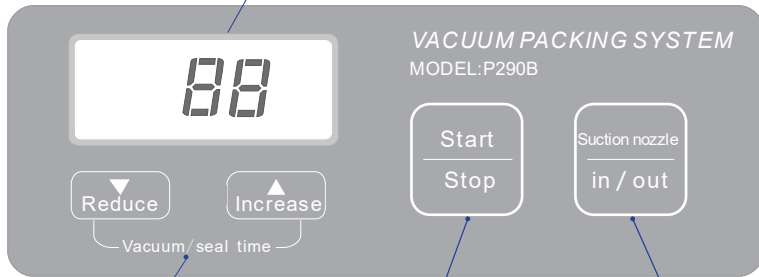 88
VACUUM PACKING SYSTEM
MODEL:P290B
Start
Stop
Suction nozzle
in / out
▼
Reduce
▲
Increase
Vacuum/seal time